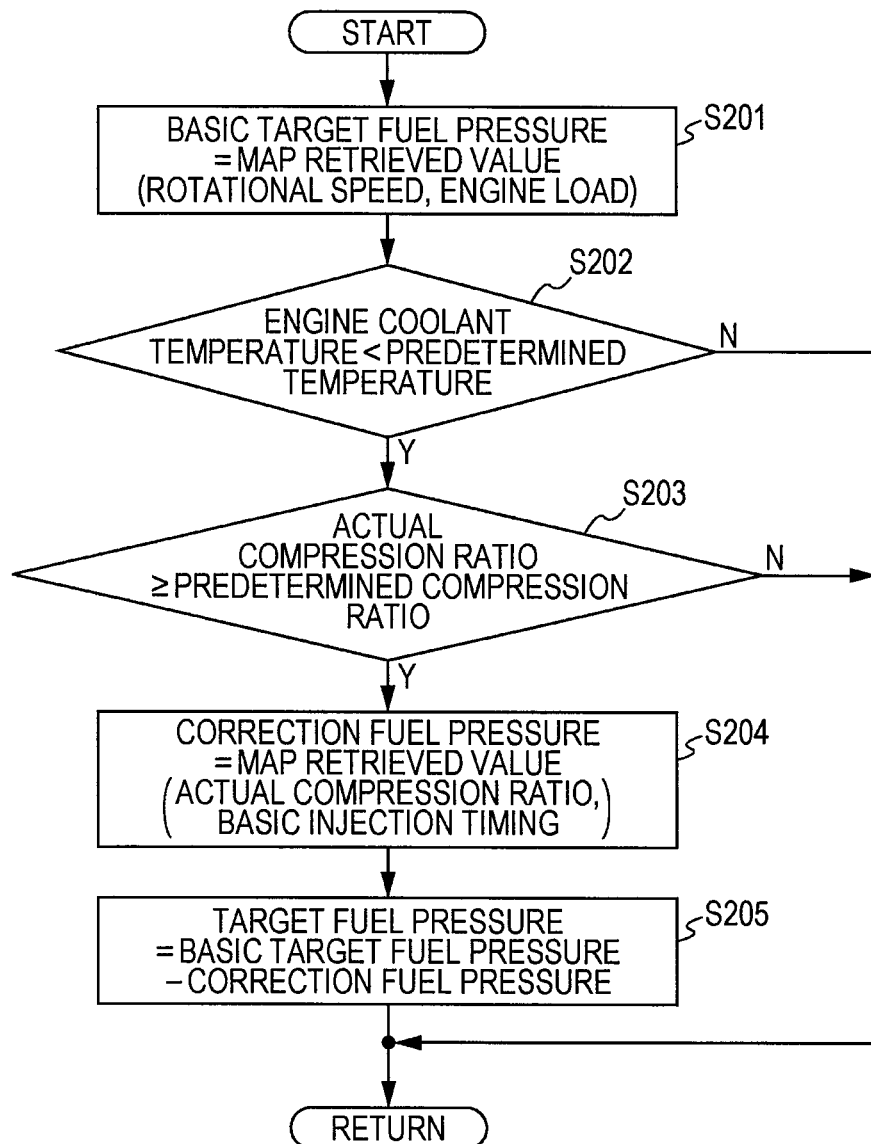 START
BASIC TARGET FUEL PRESSURE
=MAP RETRIEVED VALUE
(ROTATIONAL SPEED, ENGINE LOAD)
S201
S202
ENGINE COOLANT
TEMPERATURE<PREDETERMINED
TEMPERATURE
N
Y
S203
ACTUAL
COMPRESSION RATIO
≥PREDETERMINED COMPRESSION
RATIO
N
Y
CORRECTION FUEL PRESSURE
=MAP RETRIEVED VALUE
(ACTUAL COMPRESSION RATIO,
BASIC INJECTION TIMING)
S204
TARGET FUEL PRESSURE
=BASIC TARGET FUEL PRESSURE
−CORRECTION FUEL PRESSURE
S205
RETURN